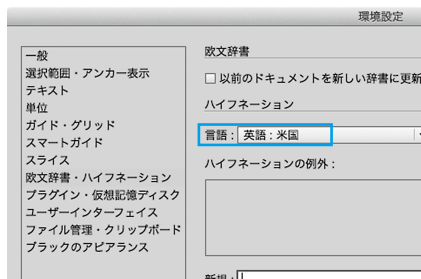 環境設定
一般
選択範囲・アンカー表示
テキスト
単位
ガイド・グリッド
スマートガイド
スライス
欧文辞書・ハイフネーション
プラグイン・仮想記憶ディスク
ユーザーインターフェイス
ファイル管理・クリップボード
ブラックのアピアランス
欧文辞書
以前のドキュメントを新しい辞書に更新
ハイフネーション
言語 : 英語 : 米国
ハイフネーションの例外 :
新規 :